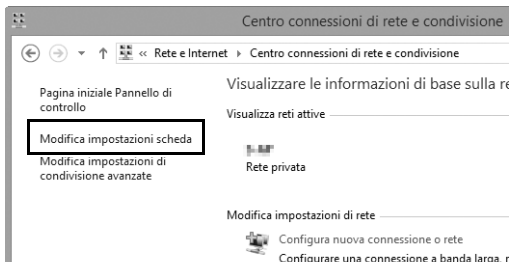 Centro connessioni di rete e condivisione
« Rete e Internet ▸ Centro connessioni di rete e condivisione
Pagina iniziale Pannello di
controllo
Modifica impostazioni scheda
Modifica impostazioni di
condivisione avanzate
Visualizzare le informazioni di base sulla
Visualizza reti attive
Rete privata
Modifica impostazioni di rete
Configura nuova connessione o rete
Configurare una connessione a banda larga,